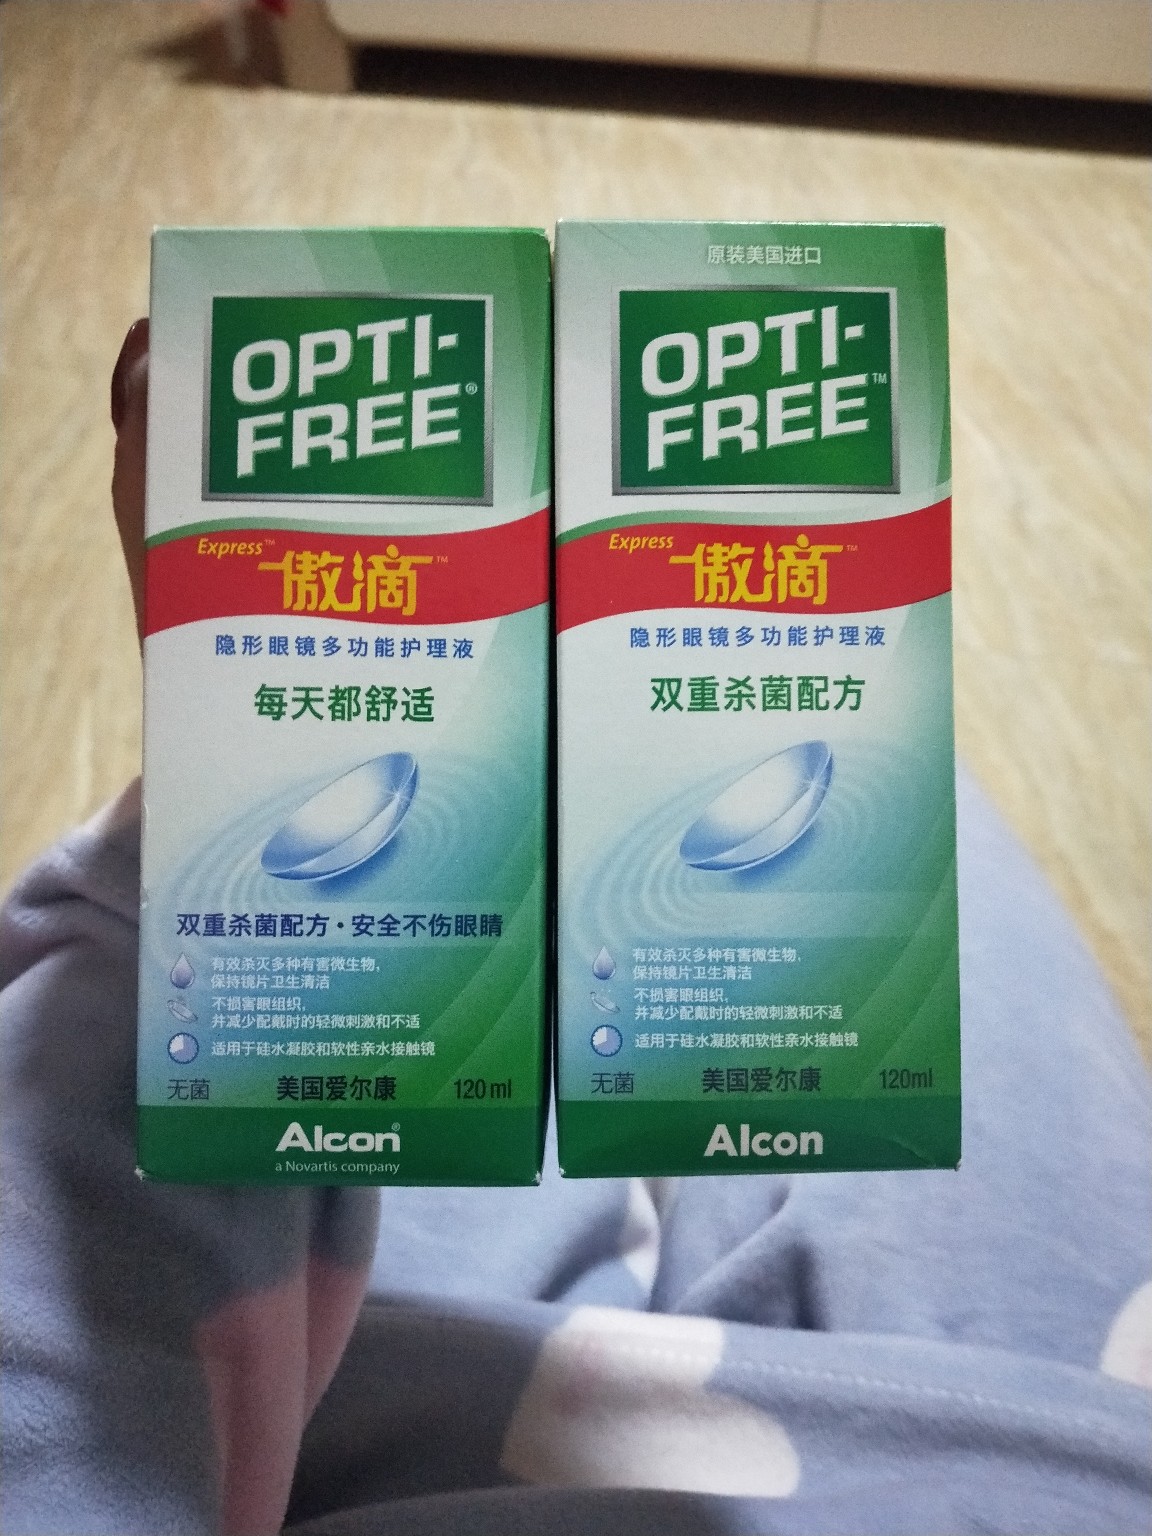 OPTI-
FREE®
Express™ 傲滴™
隐形眼镜多功能护理液
每天都舒适
双重杀菌配方·安全不伤眼睛
有效杀灭多种有害微生物,
保持镜片卫生清洁
不损害眼组织,
并减少配戴时的轻微刺激和不适
适用于硅水凝胶和软性亲水接触镜
无菌 美国爱尔康 120 ml
Alcon®
a Novartis company
原装美国进口
OPTI-
FREE™
Express 傲滴™
隐形眼镜多功能护理液
双重杀菌配方
有效杀灭多种有害微生物,
保持镜片卫生清洁
不损害眼组织,
并减少配戴时的轻微刺激和不适
适用于硅水凝胶和软性亲水接触镜
无菌 美国爱尔康 120ml
Alcon